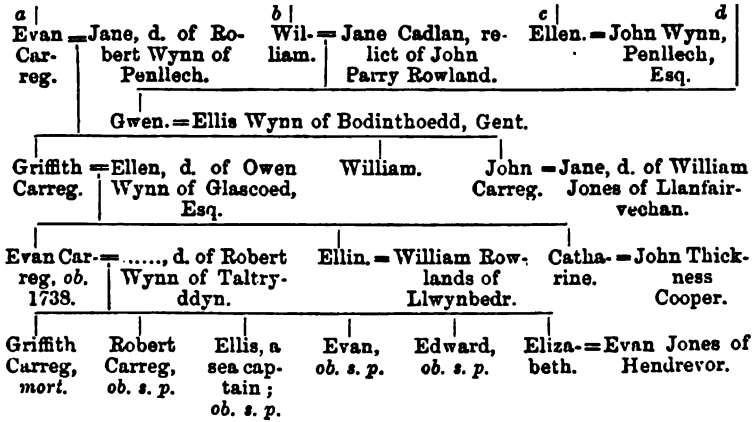 a b c d
Evan = Jane, d. of Ro- Wil- = Jane Cadlan, re- Ellen. = John Wynn,
Car- bert Wynn of liam. lict of John Penllech,
reg. Penllech. Parry Rowland. Esq.
Gwen. = Ellis Wynn of Bodinthoedd, Gent.
Griffith = Ellen, d. of Owen William. John = Jane, d. of William
Carreg. Wynn of Glascoed, Carreg. Jones of Llanfair-
Esq. vechan.
Evan Car- = ......, d. of Robert Ellin. = William Row- Catha- = John Thick-
reg, ob. Wynn of Taltry- lands of rine. ness
1738. ddyn. Llwynbedr. Cooper.
Griffith Robert Ellis, a Evan, Edward, Eliza- = Evan Jones of
Carreg, Carreg, sea cap- ob. s. p. ob. s. p. beth. Hendrevor.
mort. ob. s. p. tain ;
ob. s. p.